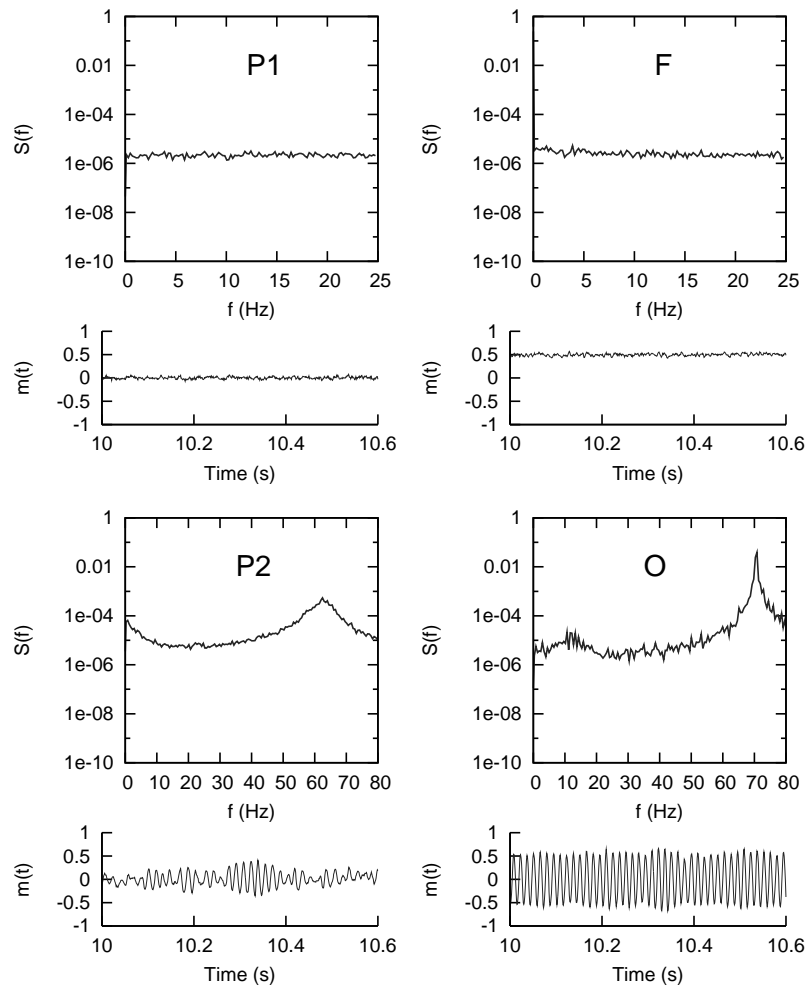 1
0.01
1e-04
1e-06
1e-08
1e-10
S(f)
P1
0 5 10 15 20 25
f (Hz)
1
0.5
0
-0.5
-1
m(t)
10 10.2 10.4 10.6
Time (s)
1
0.01
1e-04
1e-06
1e-08
1e-10
S(f)
F
0 5 10 15 20 25
f (Hz)
1
0.5
0
-0.5
-1
m(t)
10 10.2 10.4 10.6
Time (s)
1
0.01
1e-04
1e-06
1e-08
1e-10
S(f)
P2
0 10 20 30 40 50 60 70 80
f (Hz)
1
0.5
0
-0.5
-1
m(t)
10 10.2 10.4 10.6
Time (s)
1
0.01
1e-04
1e-06
1e-08
1e-10
S(f)
O
0 10 20 30 40 50 60 70 80
f (Hz)
1
0.5
0
-0.5
-1
m(t)
10 10.2 10.4 10.6
Time (s)